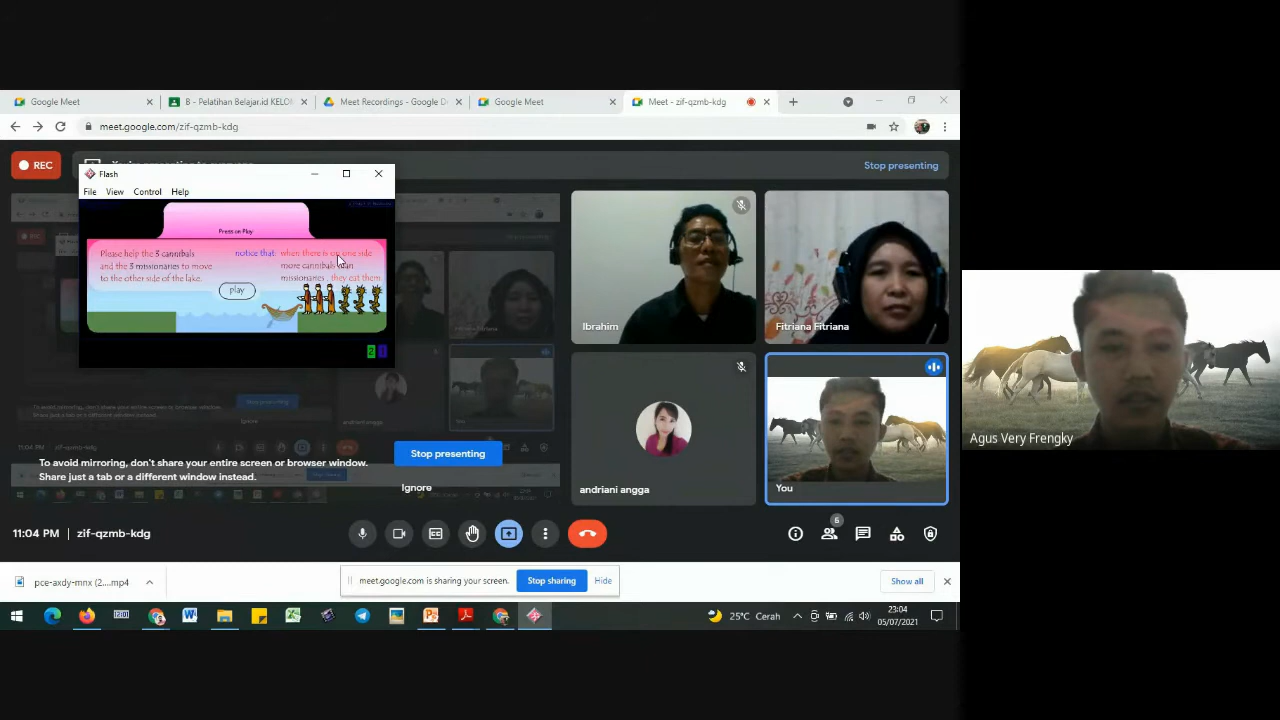 Google Meet
B - Pelatihan Belajar.id KELO
Meet Recordings - Google D
Google Meet
Meet - zif-qzmb-kdg
meet.google.com/zif-qzmb-kdg
REC
Stop presenting
Flash
File View Control Help
Press on Play
Please help the 3 cannibals
and the 3 missionaries to move
to the other side of the lake.
notice that: when there is on one side
more cannibals than
missionaries , they eat them
play
2
Ibrahim
Fitriana Fitriana
andriani angga
You
Agus Very Frengky
To avoid mirroring, don't share your entire screen or browser window.
Share just a tab or a different window instead.
Stop presenting
Ignore
11:04 PM | zif-qzmb-kdg
6
pce-axdy-mnx (2....mp4
meet.google.com is sharing your screen.
Stop sharing
Hide
Show all
25°C Cerah
23:04
05/07/2021